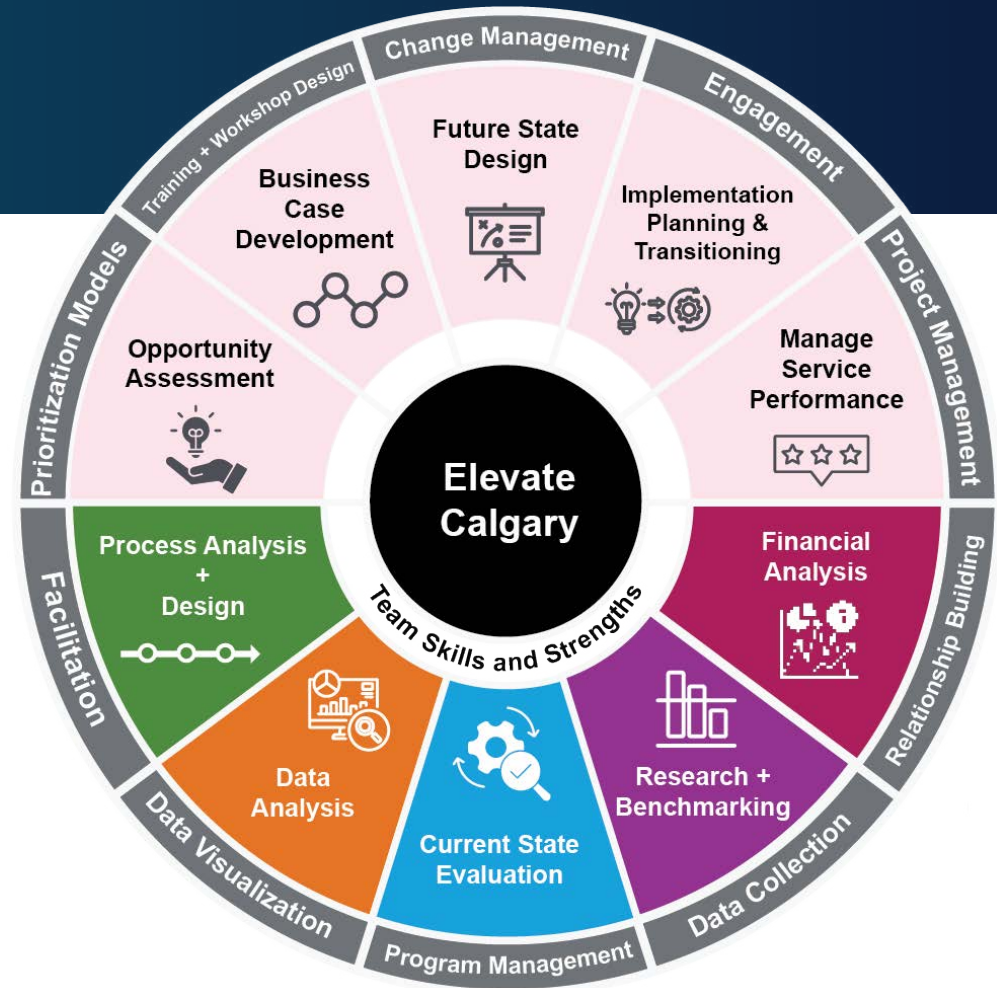 Change Management
Engagement
Project Management
Relationship Building
Data Collection
Program Management
Data Visualization
Facilitation
Prioritization Models
Training + Workshop Design
Future State
Design
Implementation
Planning &
Transitioning
Manage
Service
Performance
Financial
Analysis
Research +
Benchmarking
Current State
Evaluation
Data
Analysis
Process Analysis
+
Design
Opportunity
Assessment
Business
Case
Development
Elevate
Calgary
Team Skills and Strengths